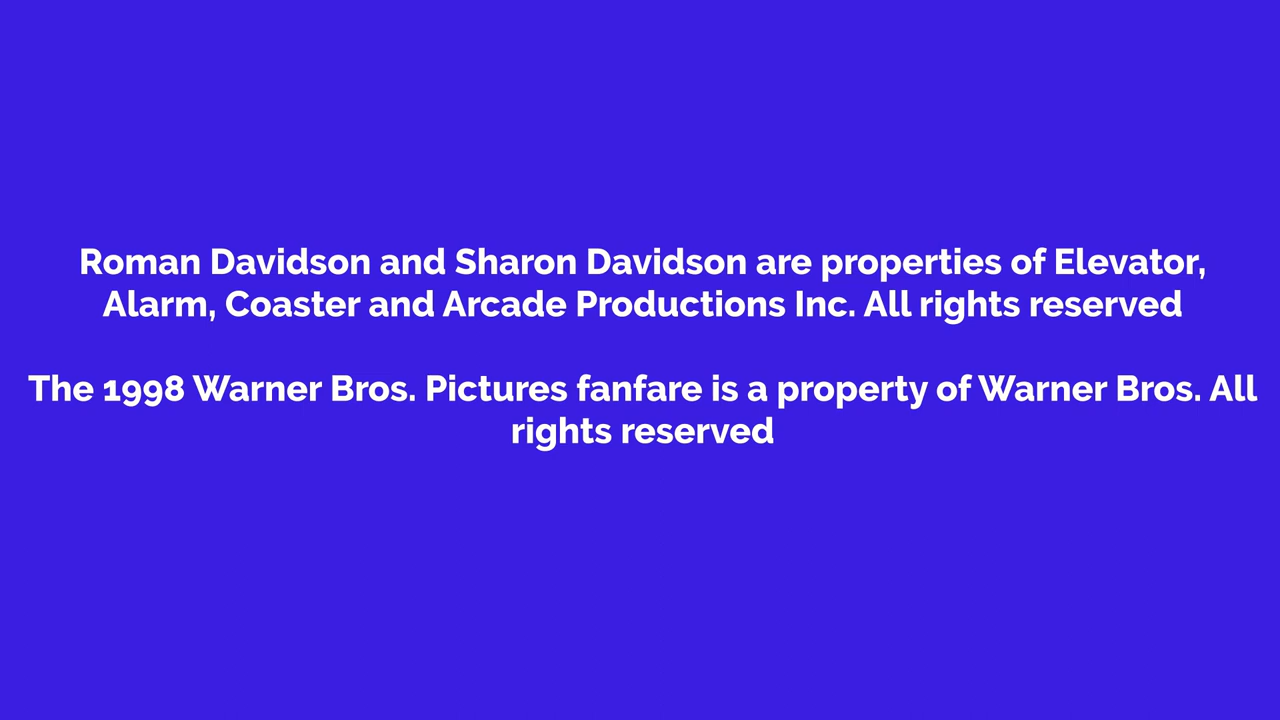 Roman Davidson and Sharon Davidson are properties of Elevator,
Alarm, Coaster and Arcade Productions Inc. All rights reserved
The 1998 Warner Bros. Pictures fanfare is a property of Warner Bros. All
rights reserved